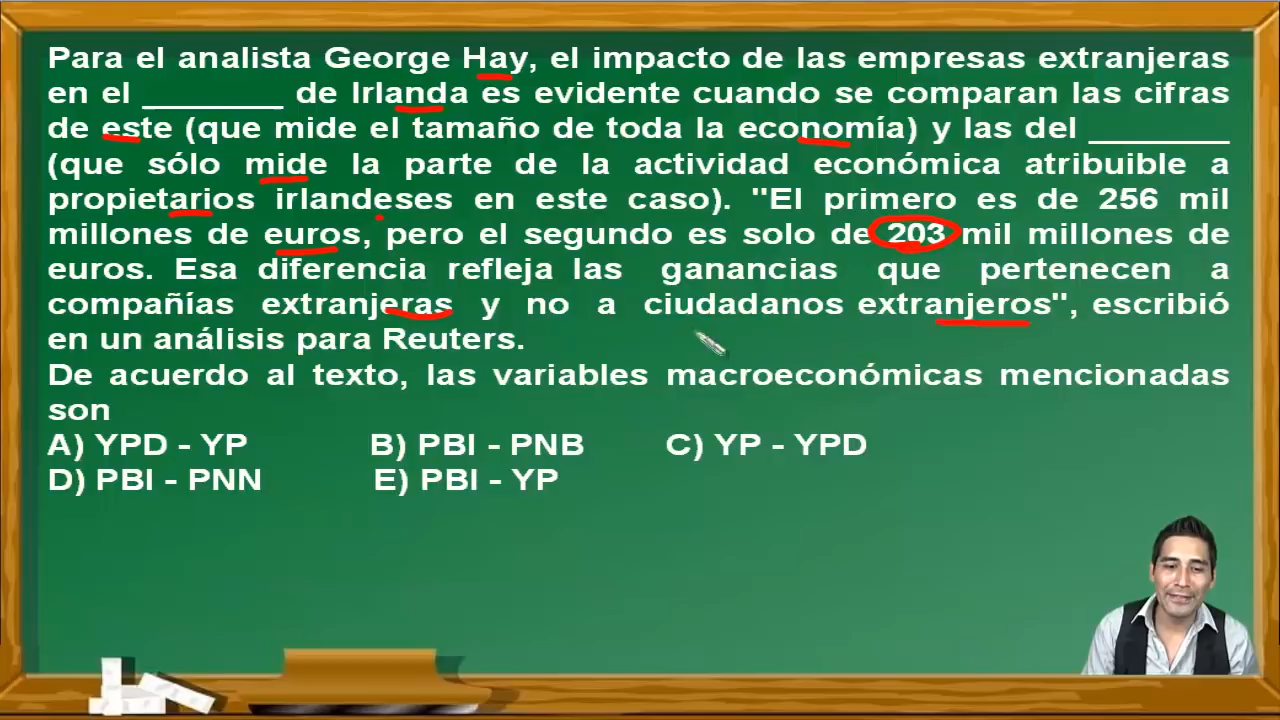 Para el analista George Hay, el impacto de las empresas extranjeras
en el ________ de Irlanda es evidente cuando se comparan las cifras
de este (que mide el tamaño de toda la economía) y las del ________
(que sólo mide la parte de la actividad económica atribuible a
propietarios irlandeses en este caso). "El primero es de 256 mil
millones de euros, pero el segundo es solo de 203 mil millones de
euros. Esa diferencia refleja las ganancias que pertenecen a
compañías extranjeras y no a ciudadanos extranjeros", escribió
en un análisis para Reuters.
De acuerdo al texto, las variables macroeconómicas mencionadas
son
A) YPD - YP B) PBI - PNB C) YP - YPD
D) PBI - PNN E) PBI - YP